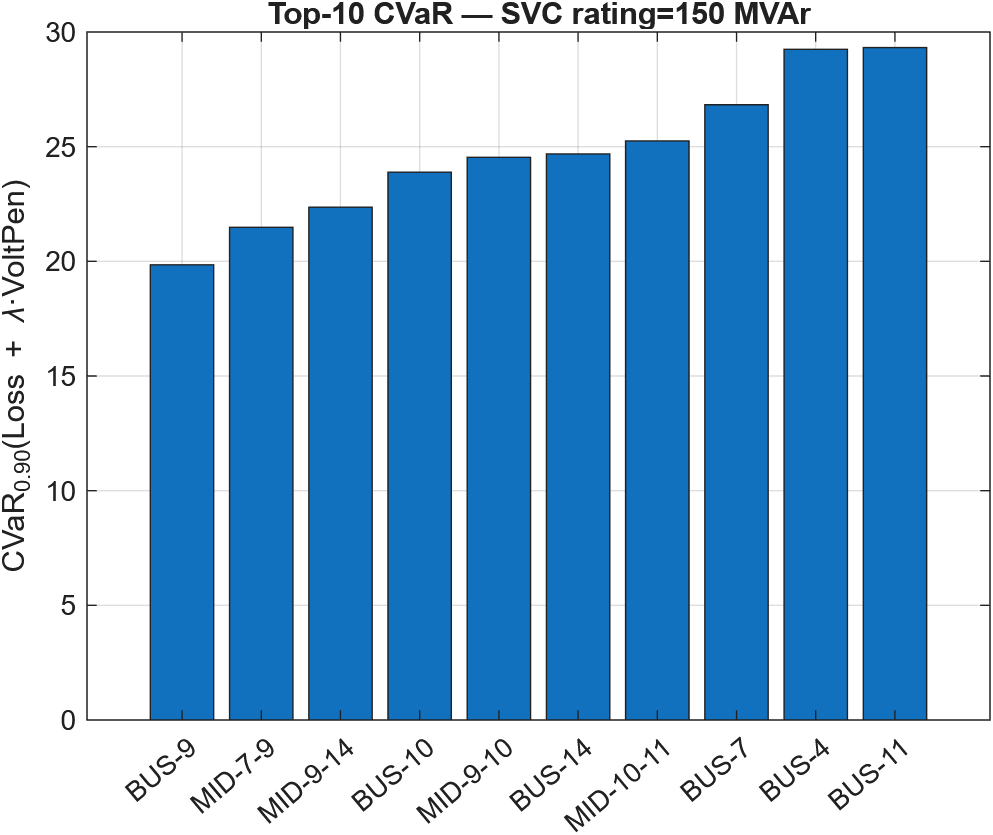 Top-10 CVaR — SVC rating=150 MVAr
CVaR0.90(Loss + λ·VoltPen)
30
25
20
15
10
5
0
BUS-9
MID-7-9
MID-9-14
BUS-10
MID-9-10
BUS-14
MID-10-11
BUS-7
BUS-4
BUS-11